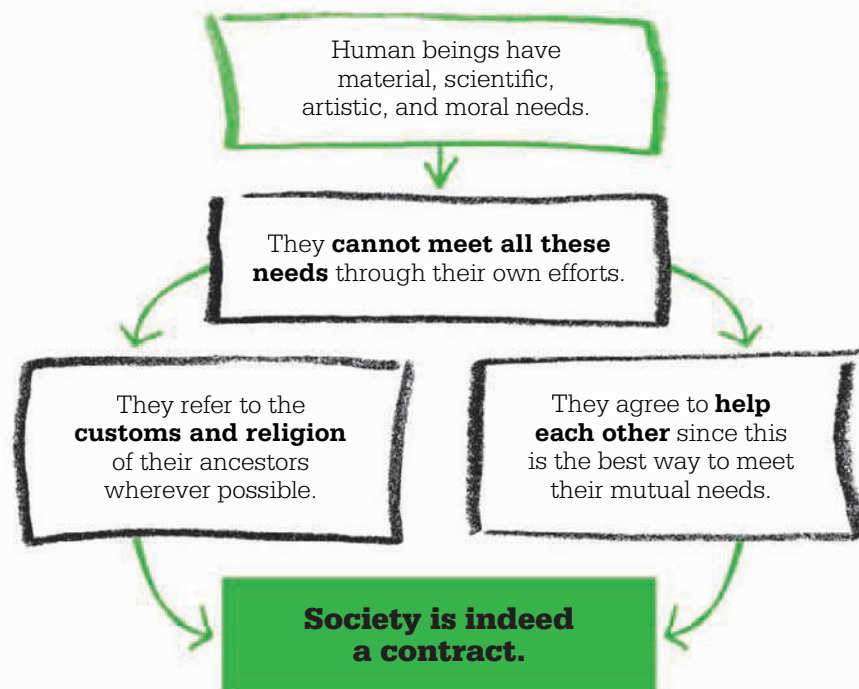 Human beings have
material, scientific,
artistic, and moral needs.
They cannot meet all these
needs through their own efforts.
They refer to the
customs and religion
of their ancestors
wherever possible.
They agree to help
each other since this
is the best way to meet
their mutual needs.
Society is indeed
a contract.